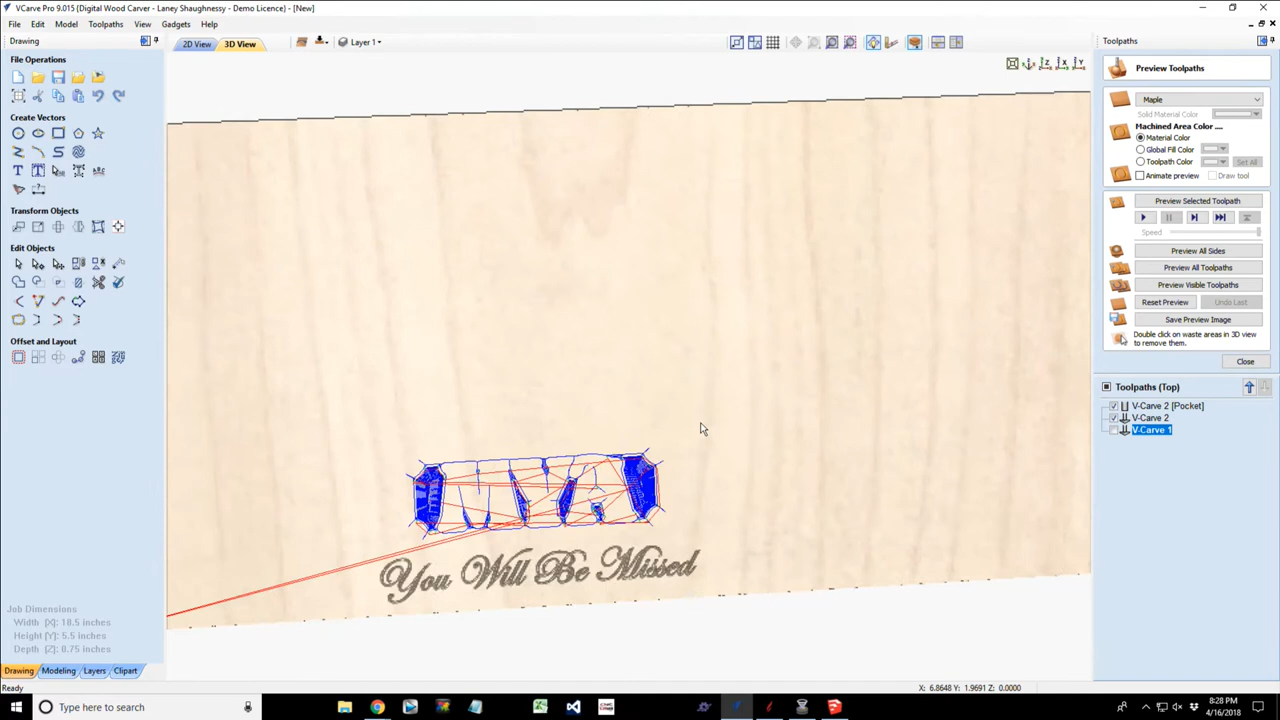 VCarve Pro 9.015 {Digital Wood Carver - Laney Shaughnessy - Demo Licence} - [New]
File Edit Model Toolpaths View Gadgets Help
Drawing
2D View 3D View Layer 1
Toolpaths
File Operations
Create Vectors
Transform Objects
Edit Objects
Offset and Layout
Job Dimensions
Width (X): 18.5 inches
Height (Y): 5.5 inches
Depth (Z): 0.75 inches
Drawing Modeling Layers Clipart
Ready
You Will Be Missed
Z X Y
Preview Toolpaths
Maple
Solid Material Color
Machined Area Color ....
Material Color
Global Fill Color
Toolpath Color Set All
Animate preview Draw tool
Preview Selected Toolpath
Speed
Preview All Sides
Preview All Toolpaths
Preview Visible Toolpaths
Reset Preview Undo Last
Save Preview Image
Double click on waste areas in 3D view
to remove them.
Close
Toolpaths (Top)
V-Carve 2 [Pocket]
V-Carve 2
V-Carve 1
X: 6.8648 Y: 1.9691 Z: 0.0000
Type here to search
8:28 PM
4/16/2018